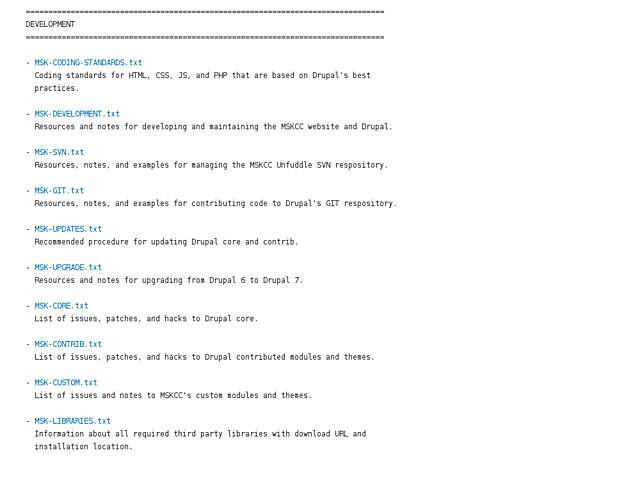 ================================================================================
DEVELOPMENT
================================================================================
- MSK-CODING-STANDARDS.txt
Coding standards for HTML, CSS, JS, and PHP that are based on Drupal's best
practices.
- MSK-DEVELOPMENT.txt
Resources and notes for developing and maintaining the MSKCC website and Drupal.
- MSK-SVN.txt
Resources, notes, and examples for managing the MSKCC Unfuddle SVN respository.
- MSK-GIT.txt
Resources, notes, and examples for contributing code to Drupal's GIT respository.
- MSK-UPDATES.txt
Recommended procedure for updating Drupal core and contrib.
- MSK-UPGRADE.txt
Resources and notes for upgrading from Drupal 6 to Drupal 7.
- MSK-CORE.txt
List of issues, patches, and hacks to Drupal core.
- MSK-CONTRIB.txt
List of issues, patches, and hacks to Drupal contributed modules and themes.
- MSK-CUSTOM.txt
List of issues and notes to MSKCC's custom modules and themes.
- MSK-LIBRARIES.txt
Information about all required third party libraries with download URL and
installation location.